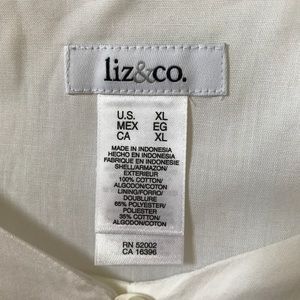 liz&co.
U.S. XL
MEX EG
CA XL
MADE IN INDONESIA
HECHO EN INDONESIA
FABRIQUE EN INDONESIE
SHELL/ARMAZON/
EXTERIEUR
100% COTTON/
ALGODON/COTON
LINING/FORRO/
DOUBLURE
65% POLYESTER/
POLIESTER
35% COTTON/
ALGODON/COTON
RN 52002
CA 16396